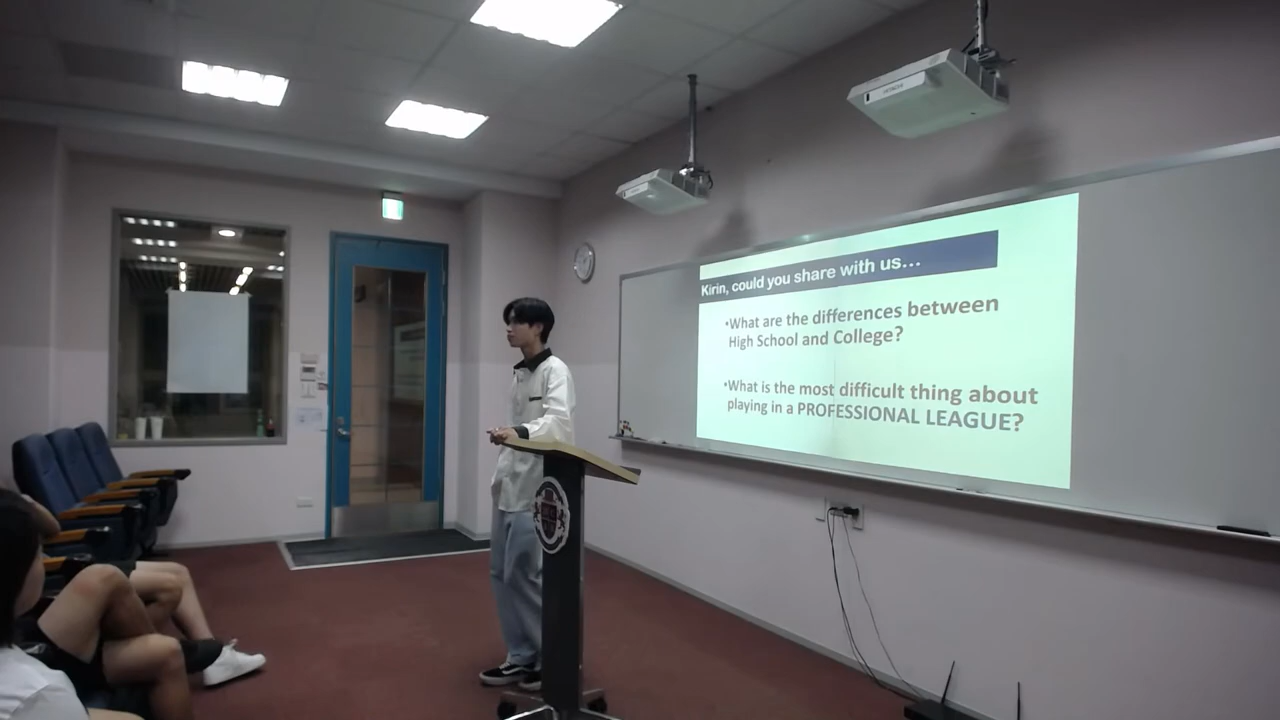 HITACHI
Kirin, could you share with us...
•What are the differences between
High School and College?
•What is the most difficult thing about
playing in a PROFESSIONAL LEAGUE?